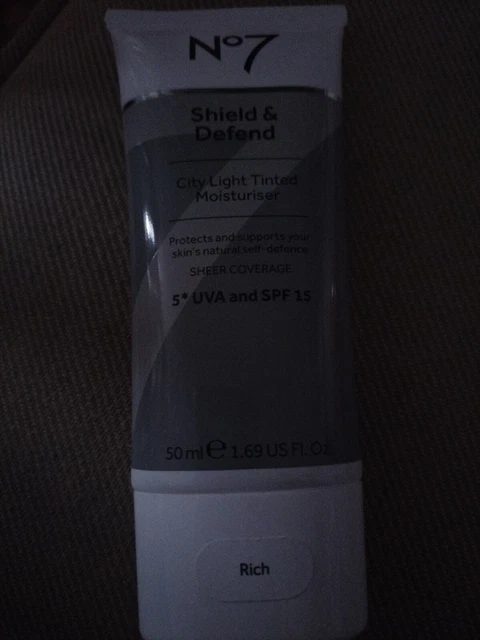 No7
Shield &
Defend
City Light Tinted
Moisturiser
Protects and supports your
skin's natural self-defence
SHEER COVERAGE
5* UVA and SPF 15
50 ml e 1.69 US Fl. Oz
Rich